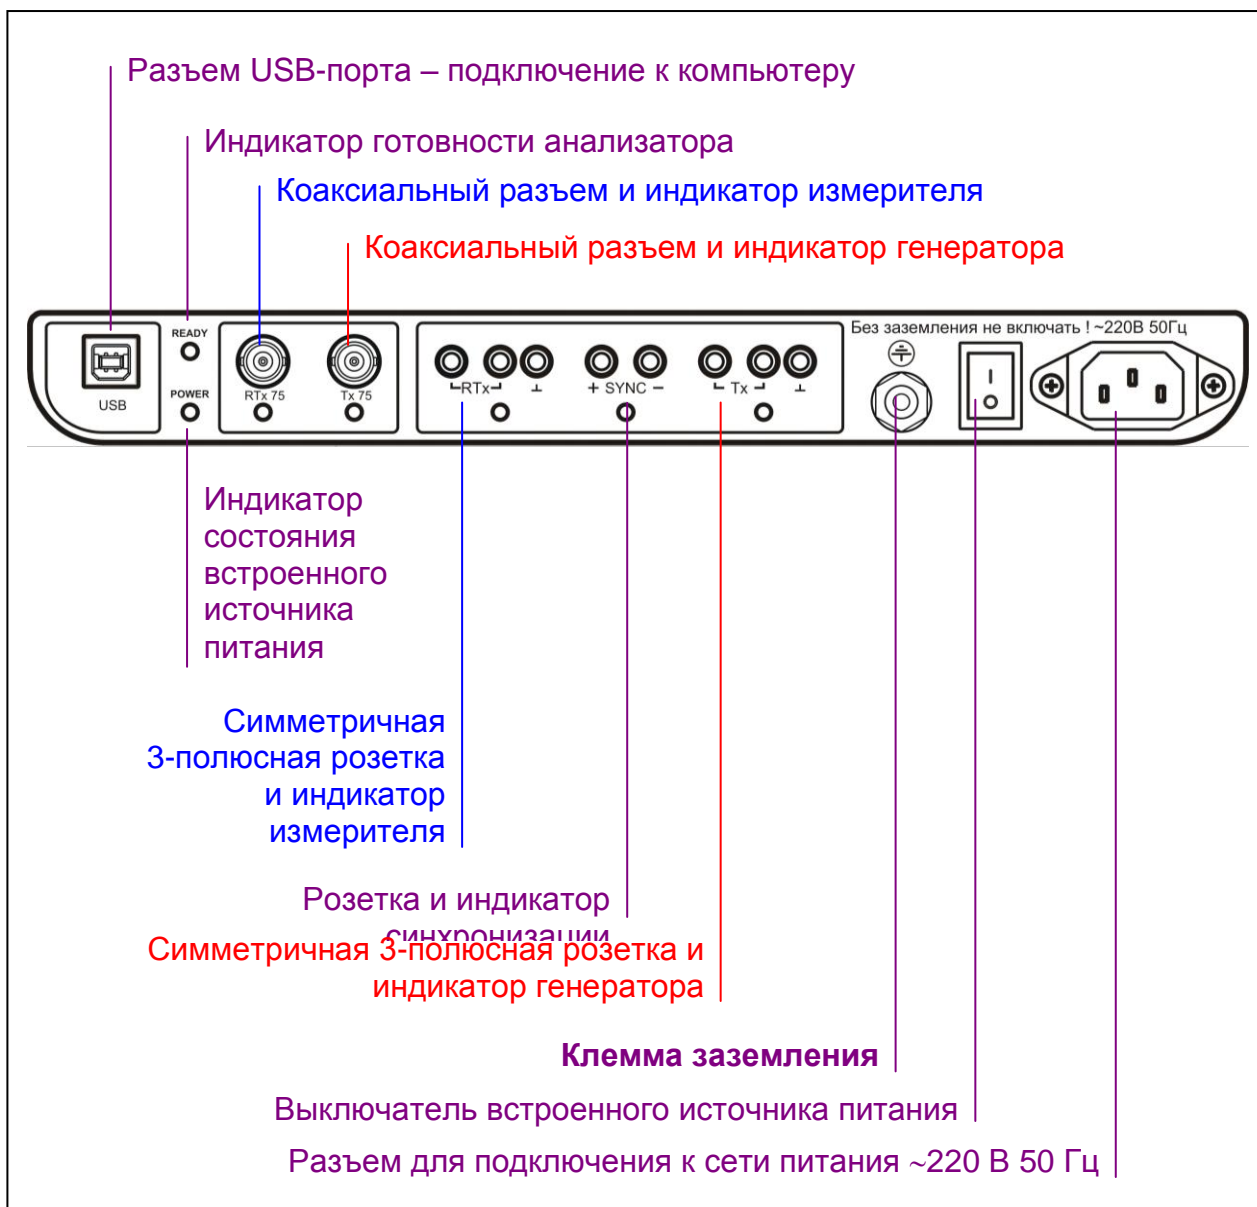 Разъем USB-порта – подключение к компьютеру
Индикатор готовности анализатора
Коаксиальный разъем и индикатор измерителя
Коаксиальный разъем и индикатор генератора
Без заземления не включать ! ~220В 50Гц
READY
POWER
USB
RTx 75
Tx 75
RTx
⊥
+ SYNC −
Tx
⊥
Индикатор
состояния
встроенного
источника
питания
Симметричная
3-полюсная розетка
и индикатор
измерителя
Розетка и индикатор
синхронизации
Симметричная 3-полюсная розетка и
индикатор генератора
Клемма заземления
Выключатель встроенного источника питания
Разъем для подключения к сети питания ~220 В 50 Гц